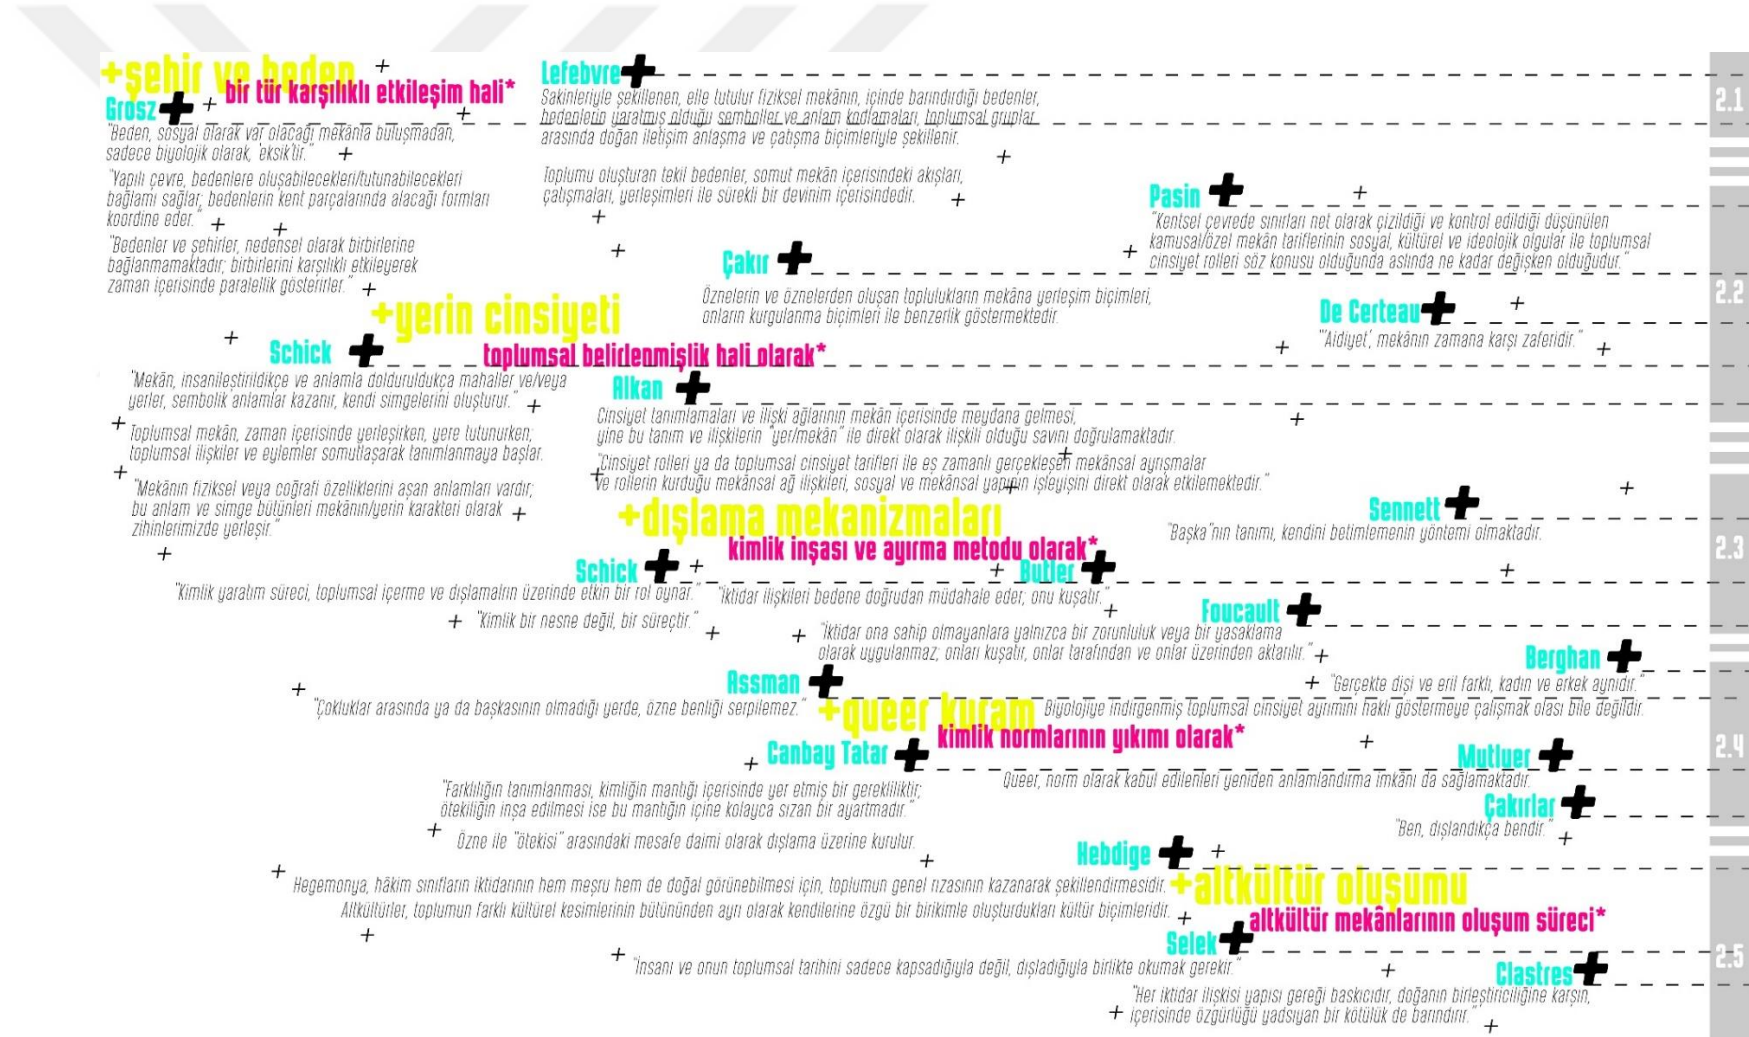 +şehir ve beden
bir tür karşılıklı etkileşim hali*
Grosz
"Beden, sosyal olarak var olacağı mekânla buluşmadan,
sadece biyolojik olarak, 'eksik'tir."
"Yapılı çevre, bedenlere oluşabilecekleri/tutunabilecekleri
bağlamı sağlar; bedenlerin kent parçalarında alacağı formları
koordine eder."
"Bedenler ve şehirler, nedensel olarak birbirlerine
bağlanmamaktadır; birbirlerini karşılıklı etkileyerek
zaman içerisinde paralellik gösterirler."
Lefebvre
Sakinleriyle şekillenen, elle tutulur fiziksel mekânın, içinde barındırdığı bedenler,
bedenlerin yaratmış olduğu semboller ve anlam kodlamaları, toplumsal gruplar
arasında doğan iletişim anlaşma ve çatışma biçimleriyle şekillenir.
Toplumu oluşturan tekil bedenler, somut mekân içerisindeki akışları,
çalışmaları, yerleşimleri ile sürekli bir devinim içerisindedir.
2.1
Pasin
"Kentsel çevrede sınırları net olarak çizildiği ve kontrol edildiği düşünülen
kamusal/özel mekân tariflerinin sosyal, kültürel ve ideolojik olgular ile toplumsal
cinsiyet rolleri söz konusu olduğunda aslında ne kadar değişken olduğudur."
Çakır
Öznelerin ve öznelerden oluşan toplulukların mekâna yerleşim biçimleri,
onların kurgulanma biçimleri ile benzerlik göstermektedir.
De Certeau
"'Aidiyet', mekânın zamana karşı zaferidir."
2.2
+yerin cinsiyeti
toplumsal belirlenmişlik hali olarak*
Schick
"Mekân, insanileştirildikçe ve anlamla dolduruldukça mahaller ve/veya
yerler, sembolik anlamlar kazanır, kendi simgelerini oluşturur."
Toplumsal mekân, zaman içerisinde yerleşirken, yere tutunurken;
toplumsal ilişkiler ve eylemler somutlaşarak tanımlanmaya başlar.
"Mekânın fiziksel veya coğrafi özelliklerini aşan anlamları vardır;
bu anlam ve simge bütünleri mekânın/yerin karakteri olarak
zihinlerimizde yerleşir."
Alkan
Cinsiyet tanımlamaları ve ilişki ağlarının mekân içerisinde meydana gelmesi,
yine bu tanım ve ilişkilerin "yer/mekân" ile direkt olarak ilişkili olduğu savını doğrulamaktadır.
"Cinsiyet rolleri ya da toplumsal cinsiyet tarifleri ile eş zamanlı gerçekleşen mekânsal ayrışmalar
ve rollerin kurduğu mekânsal ağ ilişkileri, sosyal ve mekânsal yapının işleyişini direkt olarak etkilemektedir."
+dışlama mekanizmaları
kimlik inşası ve ayırma metodu olarak*
Sennett
"Başka"nın tanımı, kendini betimlemenin yöntemi olmaktadır.
2.3
Schick
"Kimlik yaratım süreci, toplumsal içerme ve dışlamalrın üzerinde etkin bir rol oynar."
"Kimlik bir nesne değil, bir süreçtir."
Butler
"İktidar ilişkileri bedene doğrudan müdahale eder; onu kuşatır."
Foucault
"İktidar ona sahip olmayanlara yalnızca bir zorunluluk veya bir yasaklama
olarak uygulanmaz; onları kuşatır, onlar tarafından ve onlar üzerinden aktarılır."
Berghan
"Gerçekte dişi ve eril farklı, kadın ve erkek aynıdır."
Biyolojiye indirgenmiş toplumsal cinsiyet ayrımını haklı göstermeye çalışmak olası bile değildir.
Assman
"Çokluklar arasında ya da başkasının olmadığı yerde, özne benliği serpilemez."
+queer kuram
kimlik normlarının yıkımı olarak*
2.4
Canbay Tatar
"Farklılığın tanımlanması, kimliğin mantığı içerisinde yer etmiş bir gerekliliktir;
ötekiliğin inşa edilmesi ise bu mantığın içine kolayca sızan bir ayartmadır."
Özne ile "ötekisi" arasındaki mesafe daimi olarak dışlama üzerine kurulur.
Mutluer
Queer, norm olarak kabul edilenleri yeniden anlamlandırma imkânı da sağlamaktadır.
Çakırlar
"Ben, dışlandıkça bendir."
Hebdige
Hegemonya, hâkim sınıfların iktidarının hem meşru hem de doğal görünebilmesi için, toplumun genel rızasının kazanarak şekillendirmesidir.
Altkültürler, toplumun farklı kültürel kesimlerinin bütününden ayrı olarak kendilerine özgü bir birikimle oluşturdukları kültür biçimleridir.
+altkültür oluşumu
altkültür mekânlarının oluşum süreci*
Selek
"İnsanı ve onun toplumsal tarihini sadece kapsadığıyla değil, dışladığıyla birlikte okumak gerekir."
2.5
Clastres
"Her iktidar ilişkisi yapısı gereği baskıcıdır, doğanın birleştiriciliğine karşın,
içerisinde özgürlüğü yadsıyan bir kötülük de barındırır."